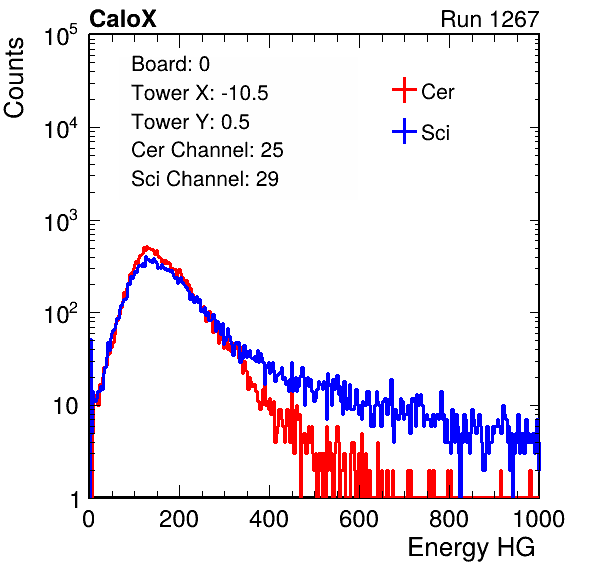 CaloX Run 1267
Counts
10^5
10^4
10^3
10^2
10
1
Board: 0
Tower X: -10.5
Tower Y: 0.5
Cer Channel: 25
Sci Channel: 29
Cer
Sci
0 200 400 600 800 1000
Energy HG